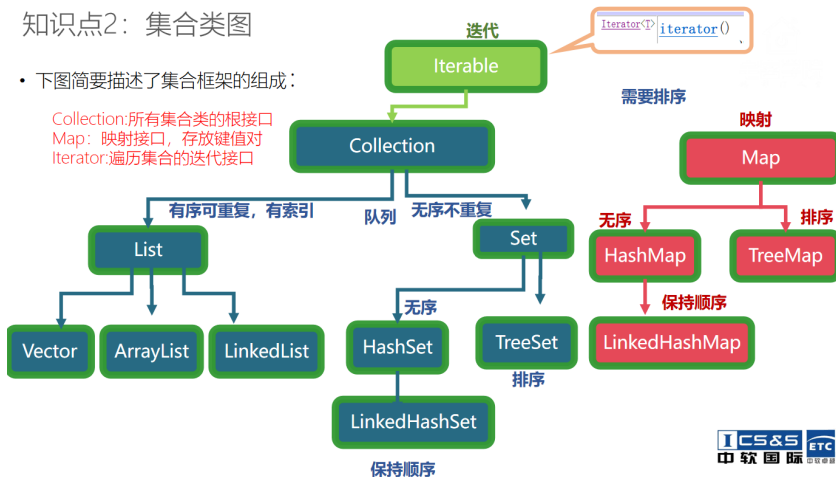 知识点2：集合类图
迭代
Iterator<T> iterator()
Iterable
• 下图简要描述了集合框架的组成：
需要排序
Collection:所有集合类的根接口
Map：映射接口，存放键值对
Iterator:遍历集合的迭代接口
映射
Collection
Map
有序可重复，有索引
队列
无序不重复
无序
排序
List
Set
HashMap
TreeMap
无序
保持顺序
Vector
ArrayList
LinkedList
HashSet
TreeSet
LinkedHashMap
排序
LinkedHashSet
保持顺序
ICS&S
中软国际
ETC
中软卓越